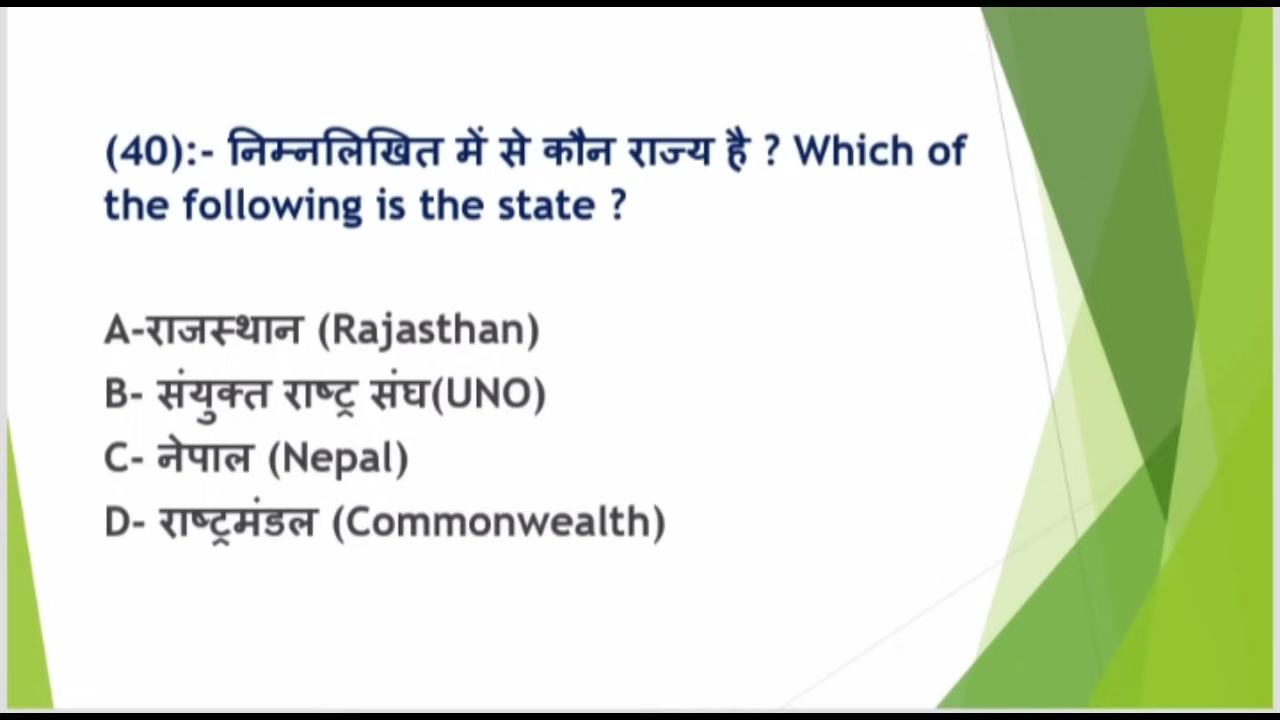 (40):- निम्नलिखित में से कौन राज्य है ? Which of
the following is the state ?
A-राजस्थान (Rajasthan)
B- संयुक्त राष्ट्र संघ(UNO)
C- नेपाल (Nepal)
D- राष्ट्रमंडल (Commonwealth)